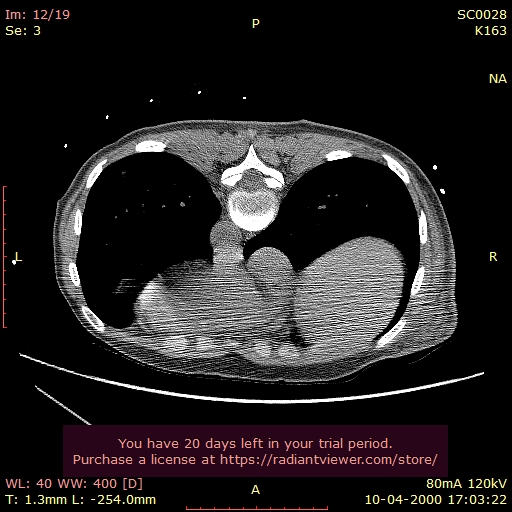 Im: 12/19
Se: 3
P
SC0028
K163
NA
L
R
You have 20 days left in your trial period.
Purchase a license at https://radiantviewer.com/store/
WL: 40 WW: 400 [D]
T: 1.3mm L: -254.0mm
A
80mA 120kV
10-04-2000 17:03:22